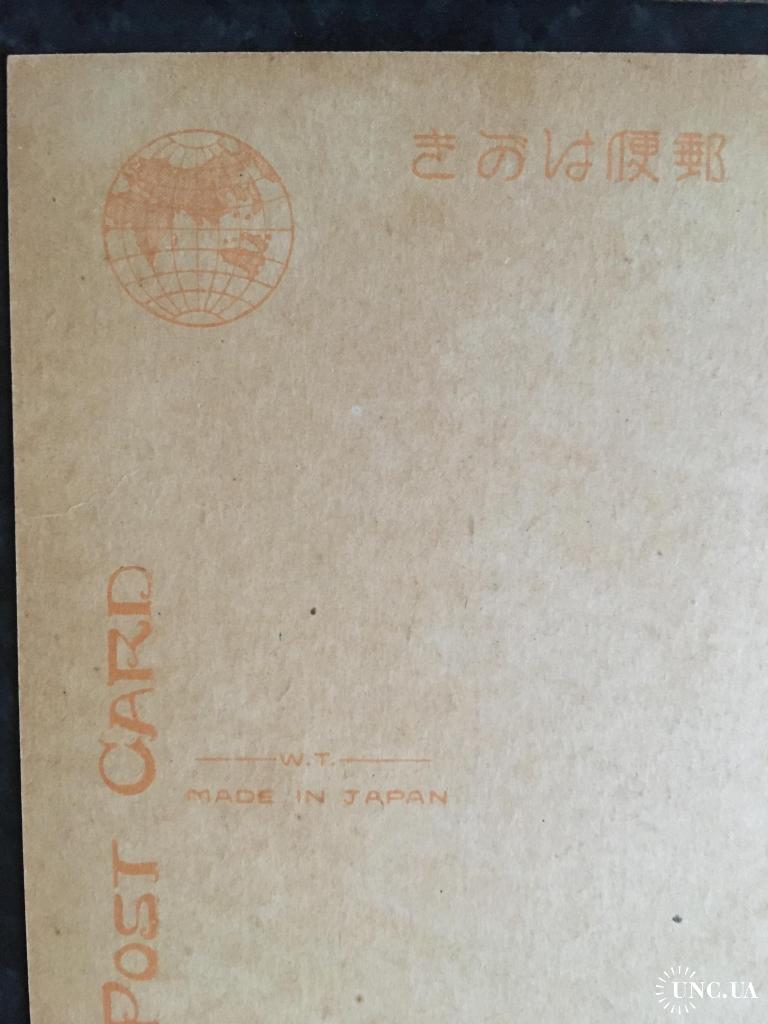 郵便はかき
POST CARD
W.T.
MADE IN JAPAN
UNC.UA